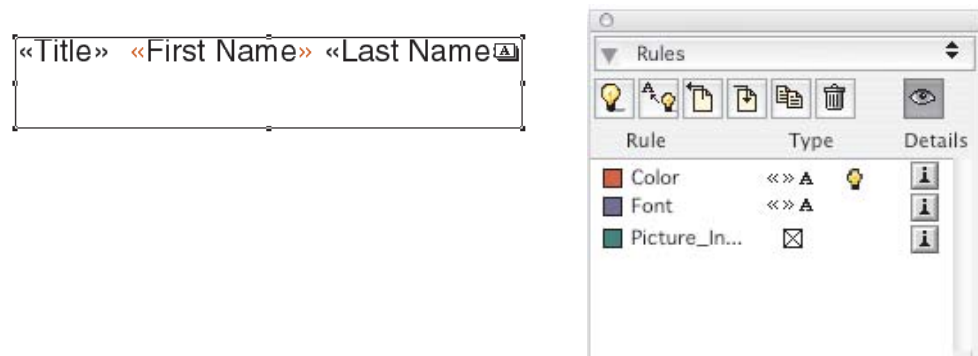 «Title» «First Name» «Last Name
Rules
Rule Type Details
Color «» A i
Font «» A i
Picture_In... i